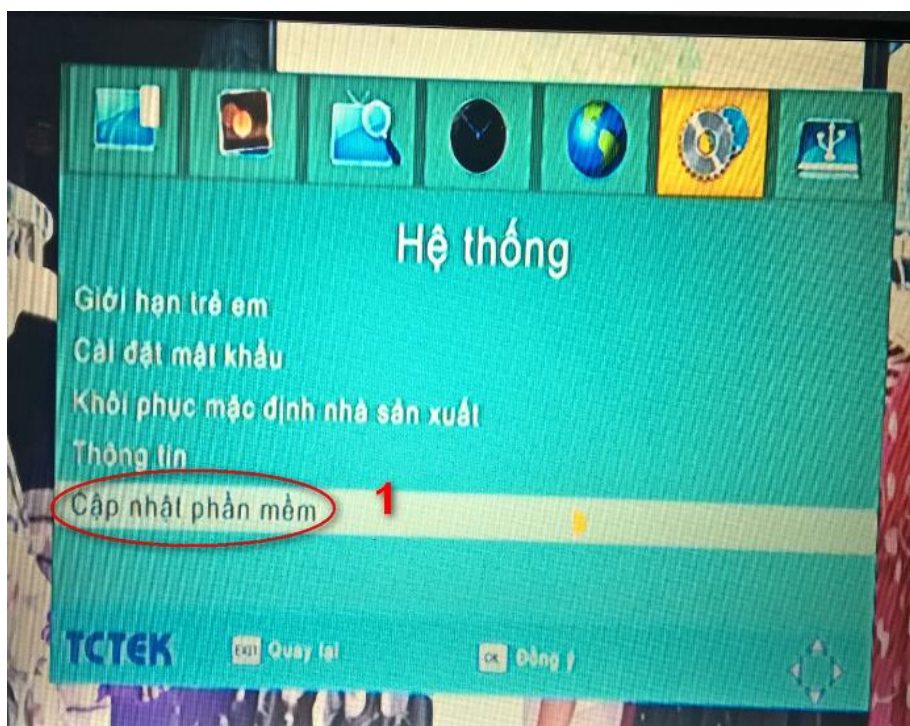 Hệ thống
Giới hạn trẻ em
Cài đặt mật khẩu
Khôi phục mặc định nhà sản xuất
Thông tin
Cập nhật phần mềm 1
TCTEK EXIT Quay lại OK Đồng ý